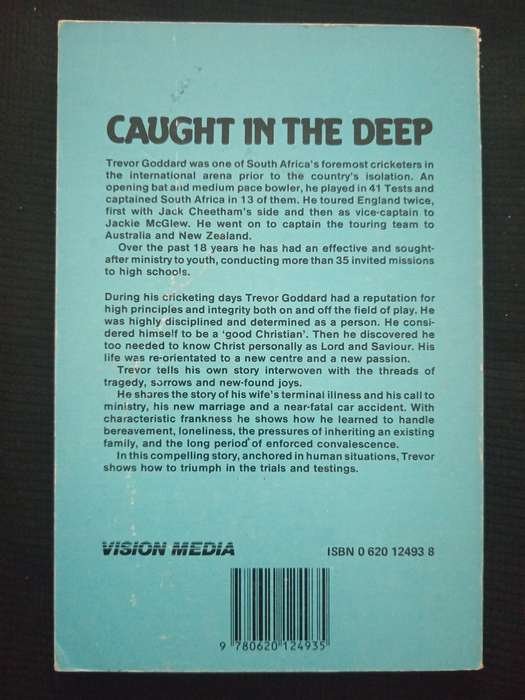 CAUGHT IN THE DEEP
Trevor Goddard was one of South Africa's foremost cricketers in
the international arena prior to the country's isolation. An
opening bat and medium pace bowler, he played in 41 Tests and
captained South Africa in 13 of them. He toured England twice,
first with Jack Cheetham's side and then as vice-captain to
Jackie McGlew. He went on to captain the touring team to
Australia and New Zealand.
Over the past 18 years he has had an effective and sought-
after ministry to youth, conducting more than 35 invited missions
to high schools.
During his cricketing days Trevor Goddard had a reputation for
high principles and integrity both on and off the field of play. He
was highly disciplined and determined as a person. He consi-
dered himself to be a 'good Christian'. Then he discovered he
too needed to know Christ personally as Lord and Saviour. His
life was re-orientated to a new centre and a new passion.
Trevor tells his own story interwoven with the threads of
tragedy, sorrows and new-found joys.
He shares the story of his wife's terminal illness and his call to
ministry, his new marriage and a near-fatal car accident. With
characteristic frankness he shows how he learned to handle
bereavement, loneliness, the pressures of inheriting an existing
family, and the long period of enforced convalescence.
In this compelling story, anchored in human situations, Trevor
shows how to triumph in the trials and testings.
VISION MEDIA
ISBN 0 620 12493 8
9 780620 124935